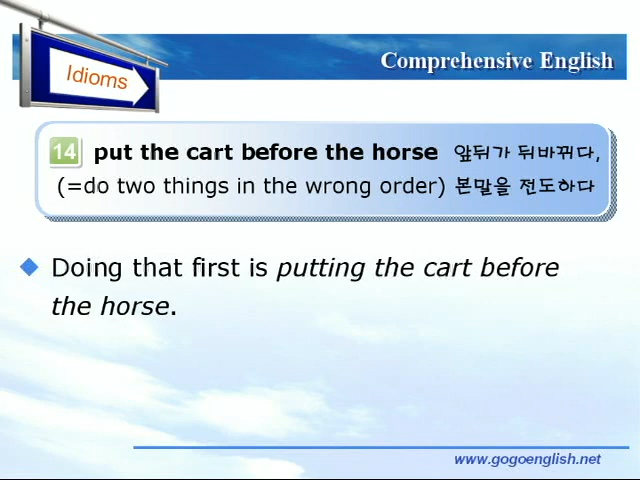 Idioms
Comprehensive English
14 put the cart before the horse 앞뒤가 뒤바뀌다,
(=do two things in the wrong order) 본말을 전도하다
Doing that first is putting the cart before
the horse.
www.gogoenglish.net